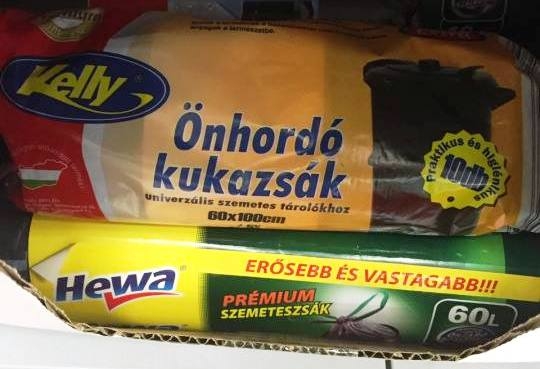 Kelly
Önhordó
kukazsák
univerzális szemetes tárolókhoz
60x100cm
Praktikus és higiénikus
10db
Hewa
ERŐSEBB ÉS VASTAGABB!!!
PRÉMIUM
SZEMETESZSÁK
60L